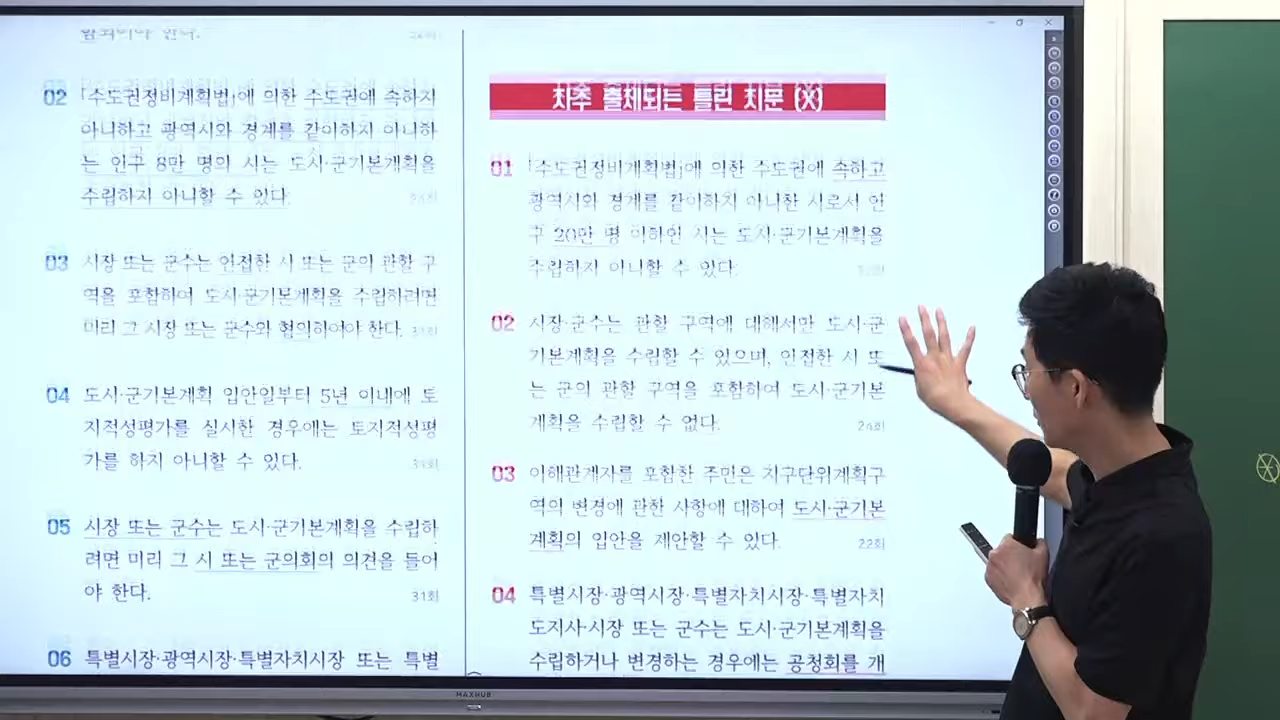 협의하여야 한다.
02 「수도권정비계획법」에 의한 수도권에 속하지
아니하고 광역시와 경계를 같이하지 아니하
는 인구 8만 명의 시는 도시·군기본계획을
수립하지 아니할 수 있다.
03 시장 또는 군수는 인접한 시 또는 군의 관할 구
역을 포함하여 도시·군기본계획을 수립하려면
미리 그 시장 또는 군수와 협의하여야 한다. 31회
04 도시·군기본계획 입안일부터 5년 이내에 토
지적성평가를 실시한 경우에는 토지적성평
가를 하지 아니할 수 있다. 31회
05 시장 또는 군수는 도시·군기본계획을 수립하
려면 미리 그 시 또는 군의회의 의견을 들어
야 한다. 31회
06 특별시장·광역시장·특별자치시장 또는 특별
자주 출제되는 틀린 지문 (X)
01 「수도권정비계획법」에 의한 수도권에 속하고
광역시와 경계를 같이하지 아니한 시로서 인
구 20만 명 이하인 시는 도시·군기본계획을
수립하지 아니할 수 있다.
02 시장·군수는 관할 구역에 대해서만 도시·군
기본계획을 수립할 수 있으며, 인접한 시 또
는 군의 관할 구역을 포함하여 도시·군기본
계획을 수립할 수 없다. 24회
03 이해관계자를 포함한 주민은 지구단위계획구
역의 변경에 관한 사항에 대하여 도시·군기본
계획의 입안을 제안할 수 있다. 22회
04 특별시장·광역시장·특별자치시장·특별자치
도지사·시장 또는 군수는 도시·군기본계획을
수립하거나 변경하는 경우에는 공청회를 개
MAXHUB